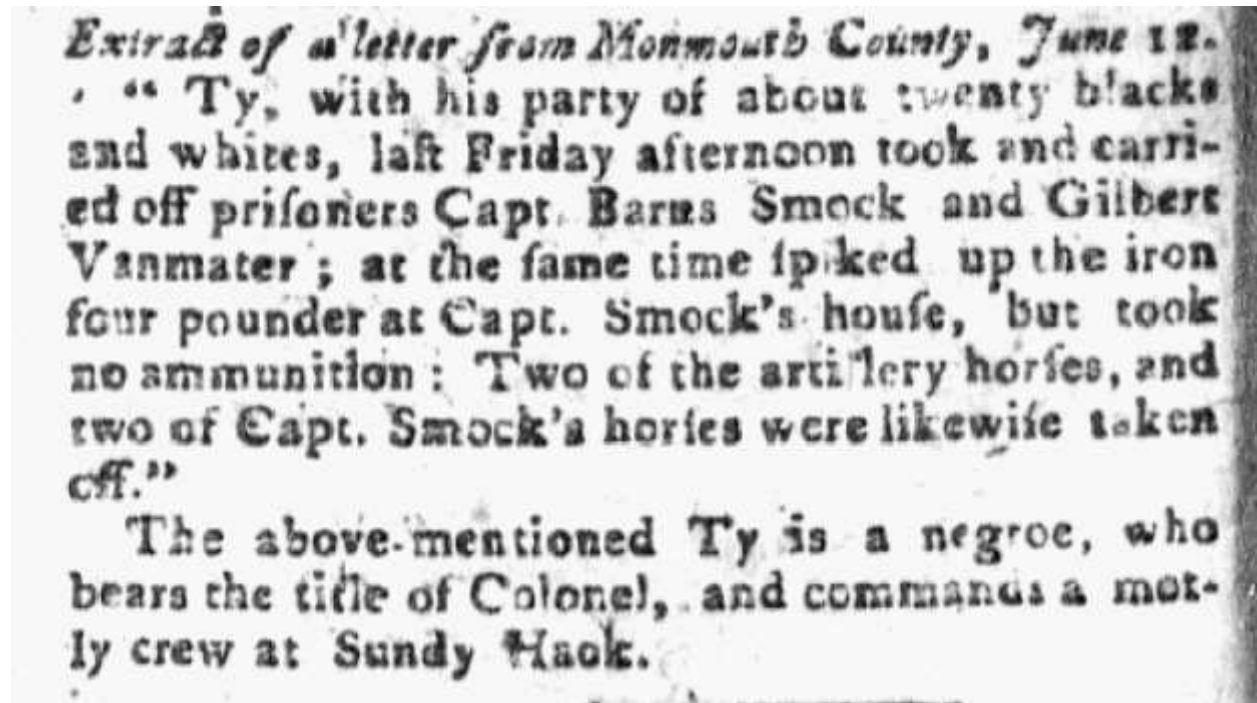 Extract of a letter from Monmouth County, June 12.
“ Ty, with his party of about twenty blacks
and whites, laſt Friday afternoon took and carri-
ed off priſoners Capt. Barns Smock and Gilbert
Vanmater ; at the ſame time ſpiked up the iron
four pounder at Capt. Smock's houſe, but took
no ammunition : Two of the artillery horſes, and
two of Capt. Smock's horſes were likewiſe taken
off.”
The above-mentioned Ty is a negroe, who
bears the title of Colonel, and commands a mot-
ly crew at Sundy Haok.